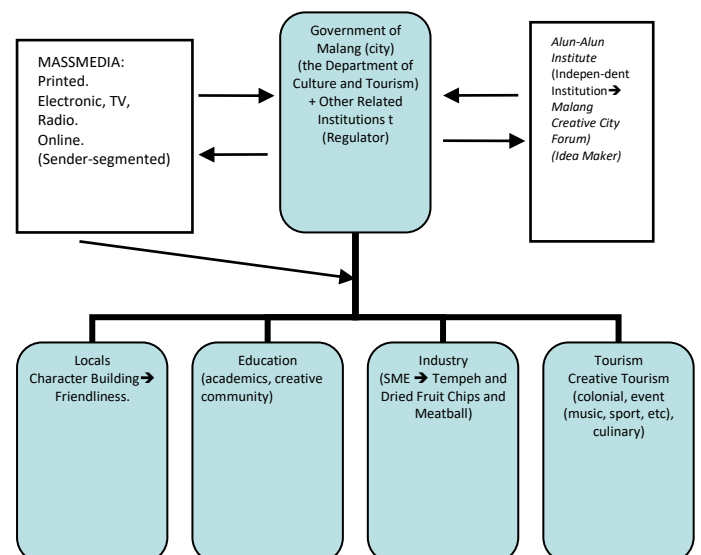 MASSMEDIA:
Printed.
Electronic, TV,
Radio.
Online.
(Sender-segmented)
Government of
Malang (city)
(the Department of
Culture and Tourism)
+ Other Related
Institutions t
(Regulator)
Alun-Alun
Institute
(Indepen-dent
Institution➔
Malang
Creative City
Forum)
(Idea Maker)
Locals
Character Building➔
Friendliness.
Education
(academics, creative
community)
Industry
(SME ➔ Tempeh and
Dried Fruit Chips and
Meatball)
Tourism
Creative Tourism
(colonial, event
(music, sport, etc),
culinary)